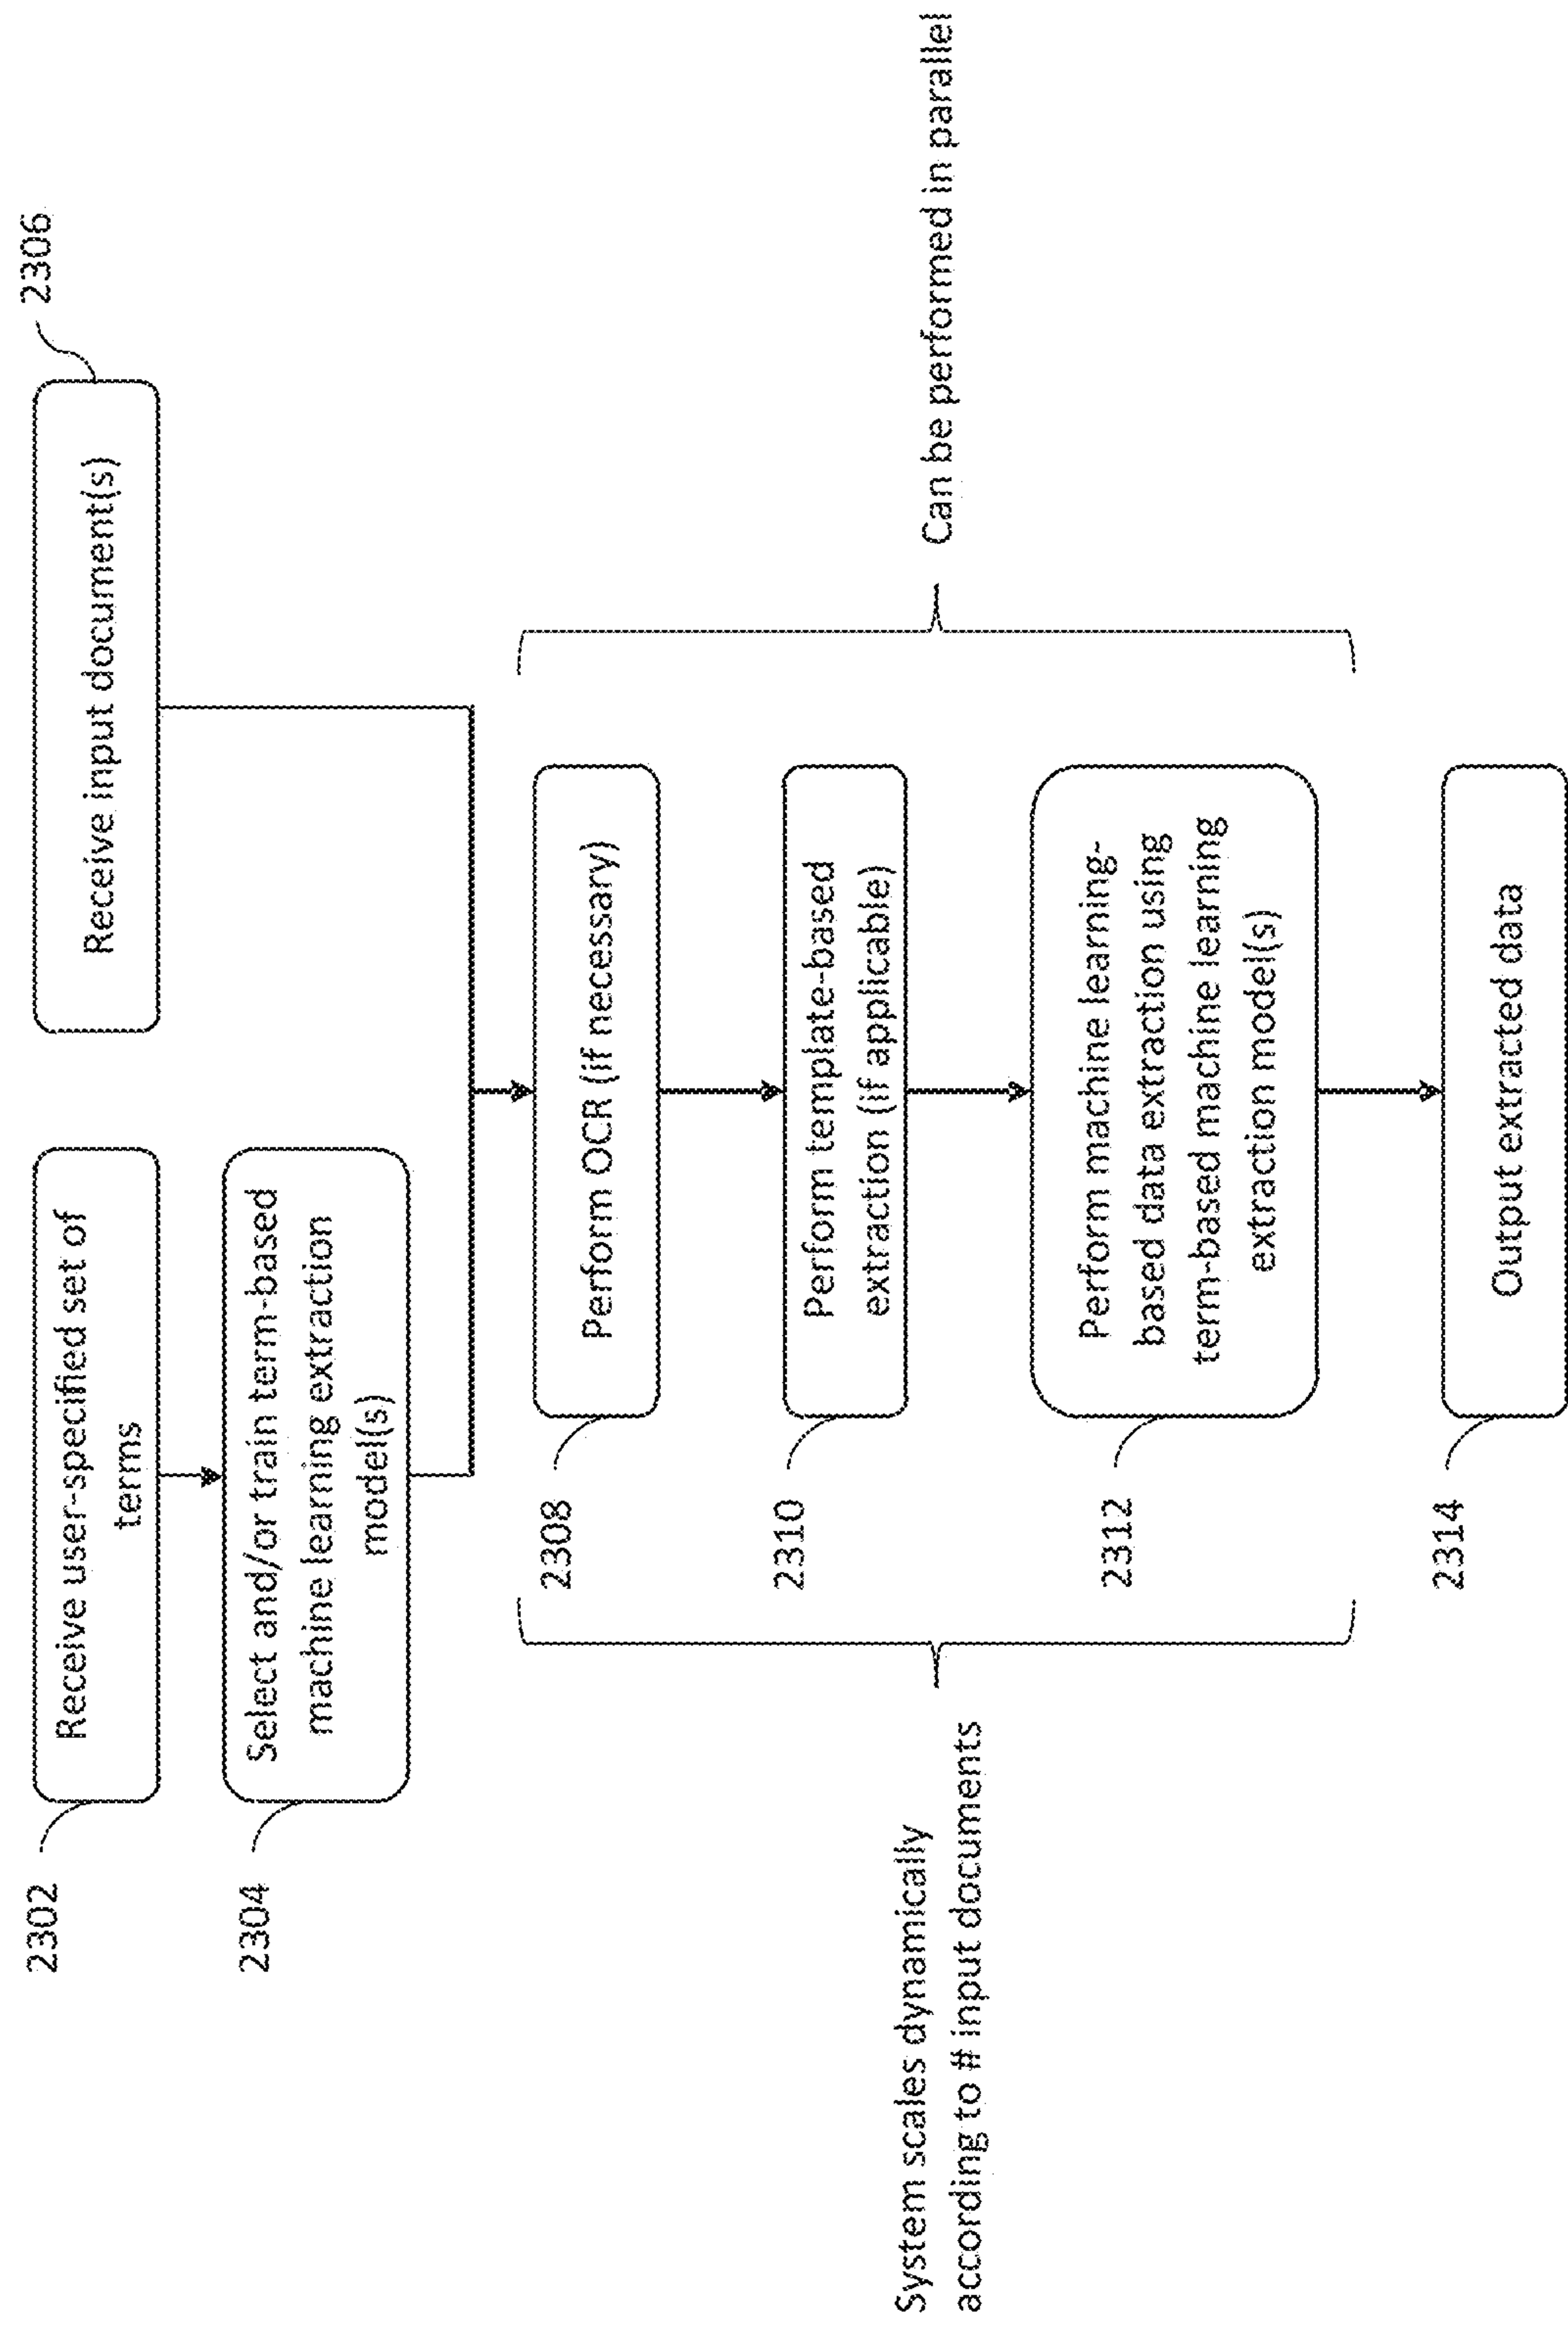 2302
Receive user-specified set of
terms
2306
Receive input document(s)
2304
Select and/or train term-based
machine learning extraction
model(s)
2308
Perform OCR (if necessary)
2310
Perform template-based
extraction (if applicable)
System scales dynamically
according to # input documents
Can be performed in parallel
2312
Perform machine learning-
based data extraction using
term-based machine learning
extraction model(s)
2314
Output extracted data